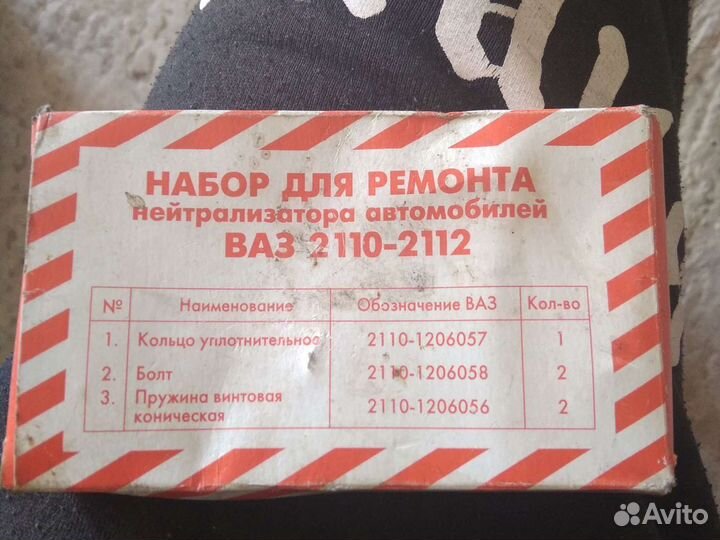 НАБОР ДЛЯ РЕМОНТА
нейтрализатора автомобилей
ВАЗ 2110-2112
№ Наименование Обозначение ВАЗ Кол-во
1. Кольцо уплотнительное 2110-1206057 1
2. Болт 2110-1206058 2
3. Пружина винтовая
коническая 2110-1206056 2
Avito